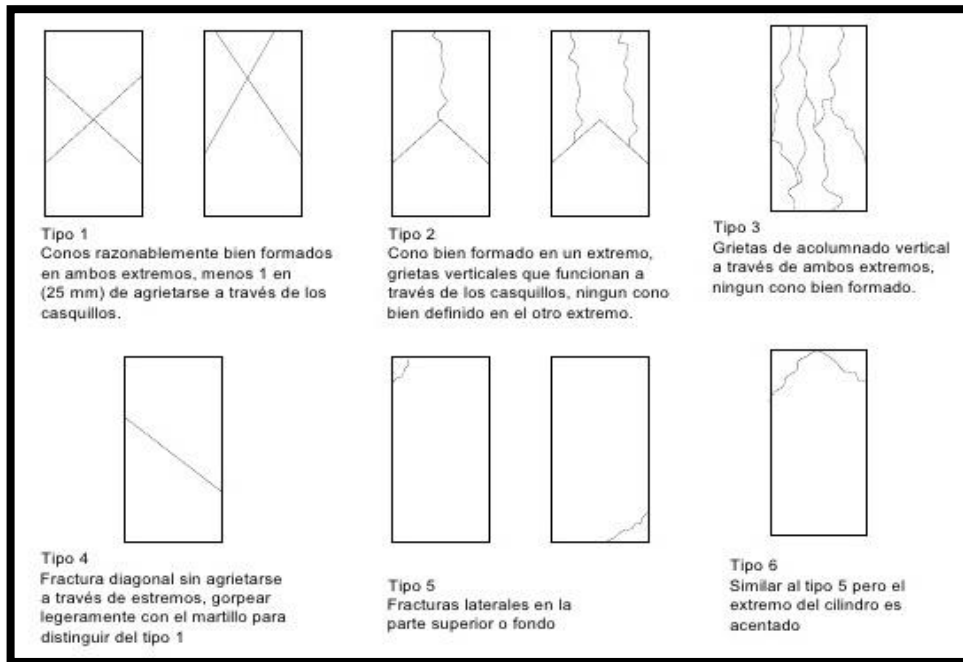 Tipo 1
Conos razonablemente bien formados
en ambos extremos, menos 1 en
(25 mm) de agrietarse a través de los
casquillos.
Tipo 2
Cono bien formado en un extremo,
grietas verticales que funcionan a
través de los casquillos, ningun cono
bien definido en el otro extremo.
Tipo 3
Grietas de acolumnado vertical
a través de ambos extremos,
ningun cono bien formado.
Tipo 4
Fractura diagonal sin agrietarse
a través de estremos, gorpear
legeramente con el martillo para
distinguir del tipo 1
Tipo 5
Fracturas laterales en la
parte superior o fondo
Tipo 6
Similar al tipo 5 pero el
extremo del cilindro es
acentado